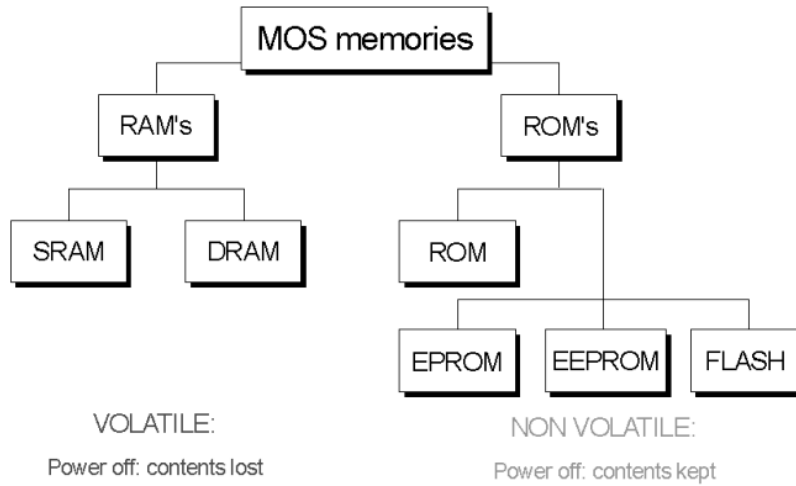 MOS memories
RAM's
ROM's
SRAM
DRAM
ROM
EPROM
EEPROM
FLASH
VOLATILE:
Power off: contents lost
NON VOLATILE:
Power off: contents kept